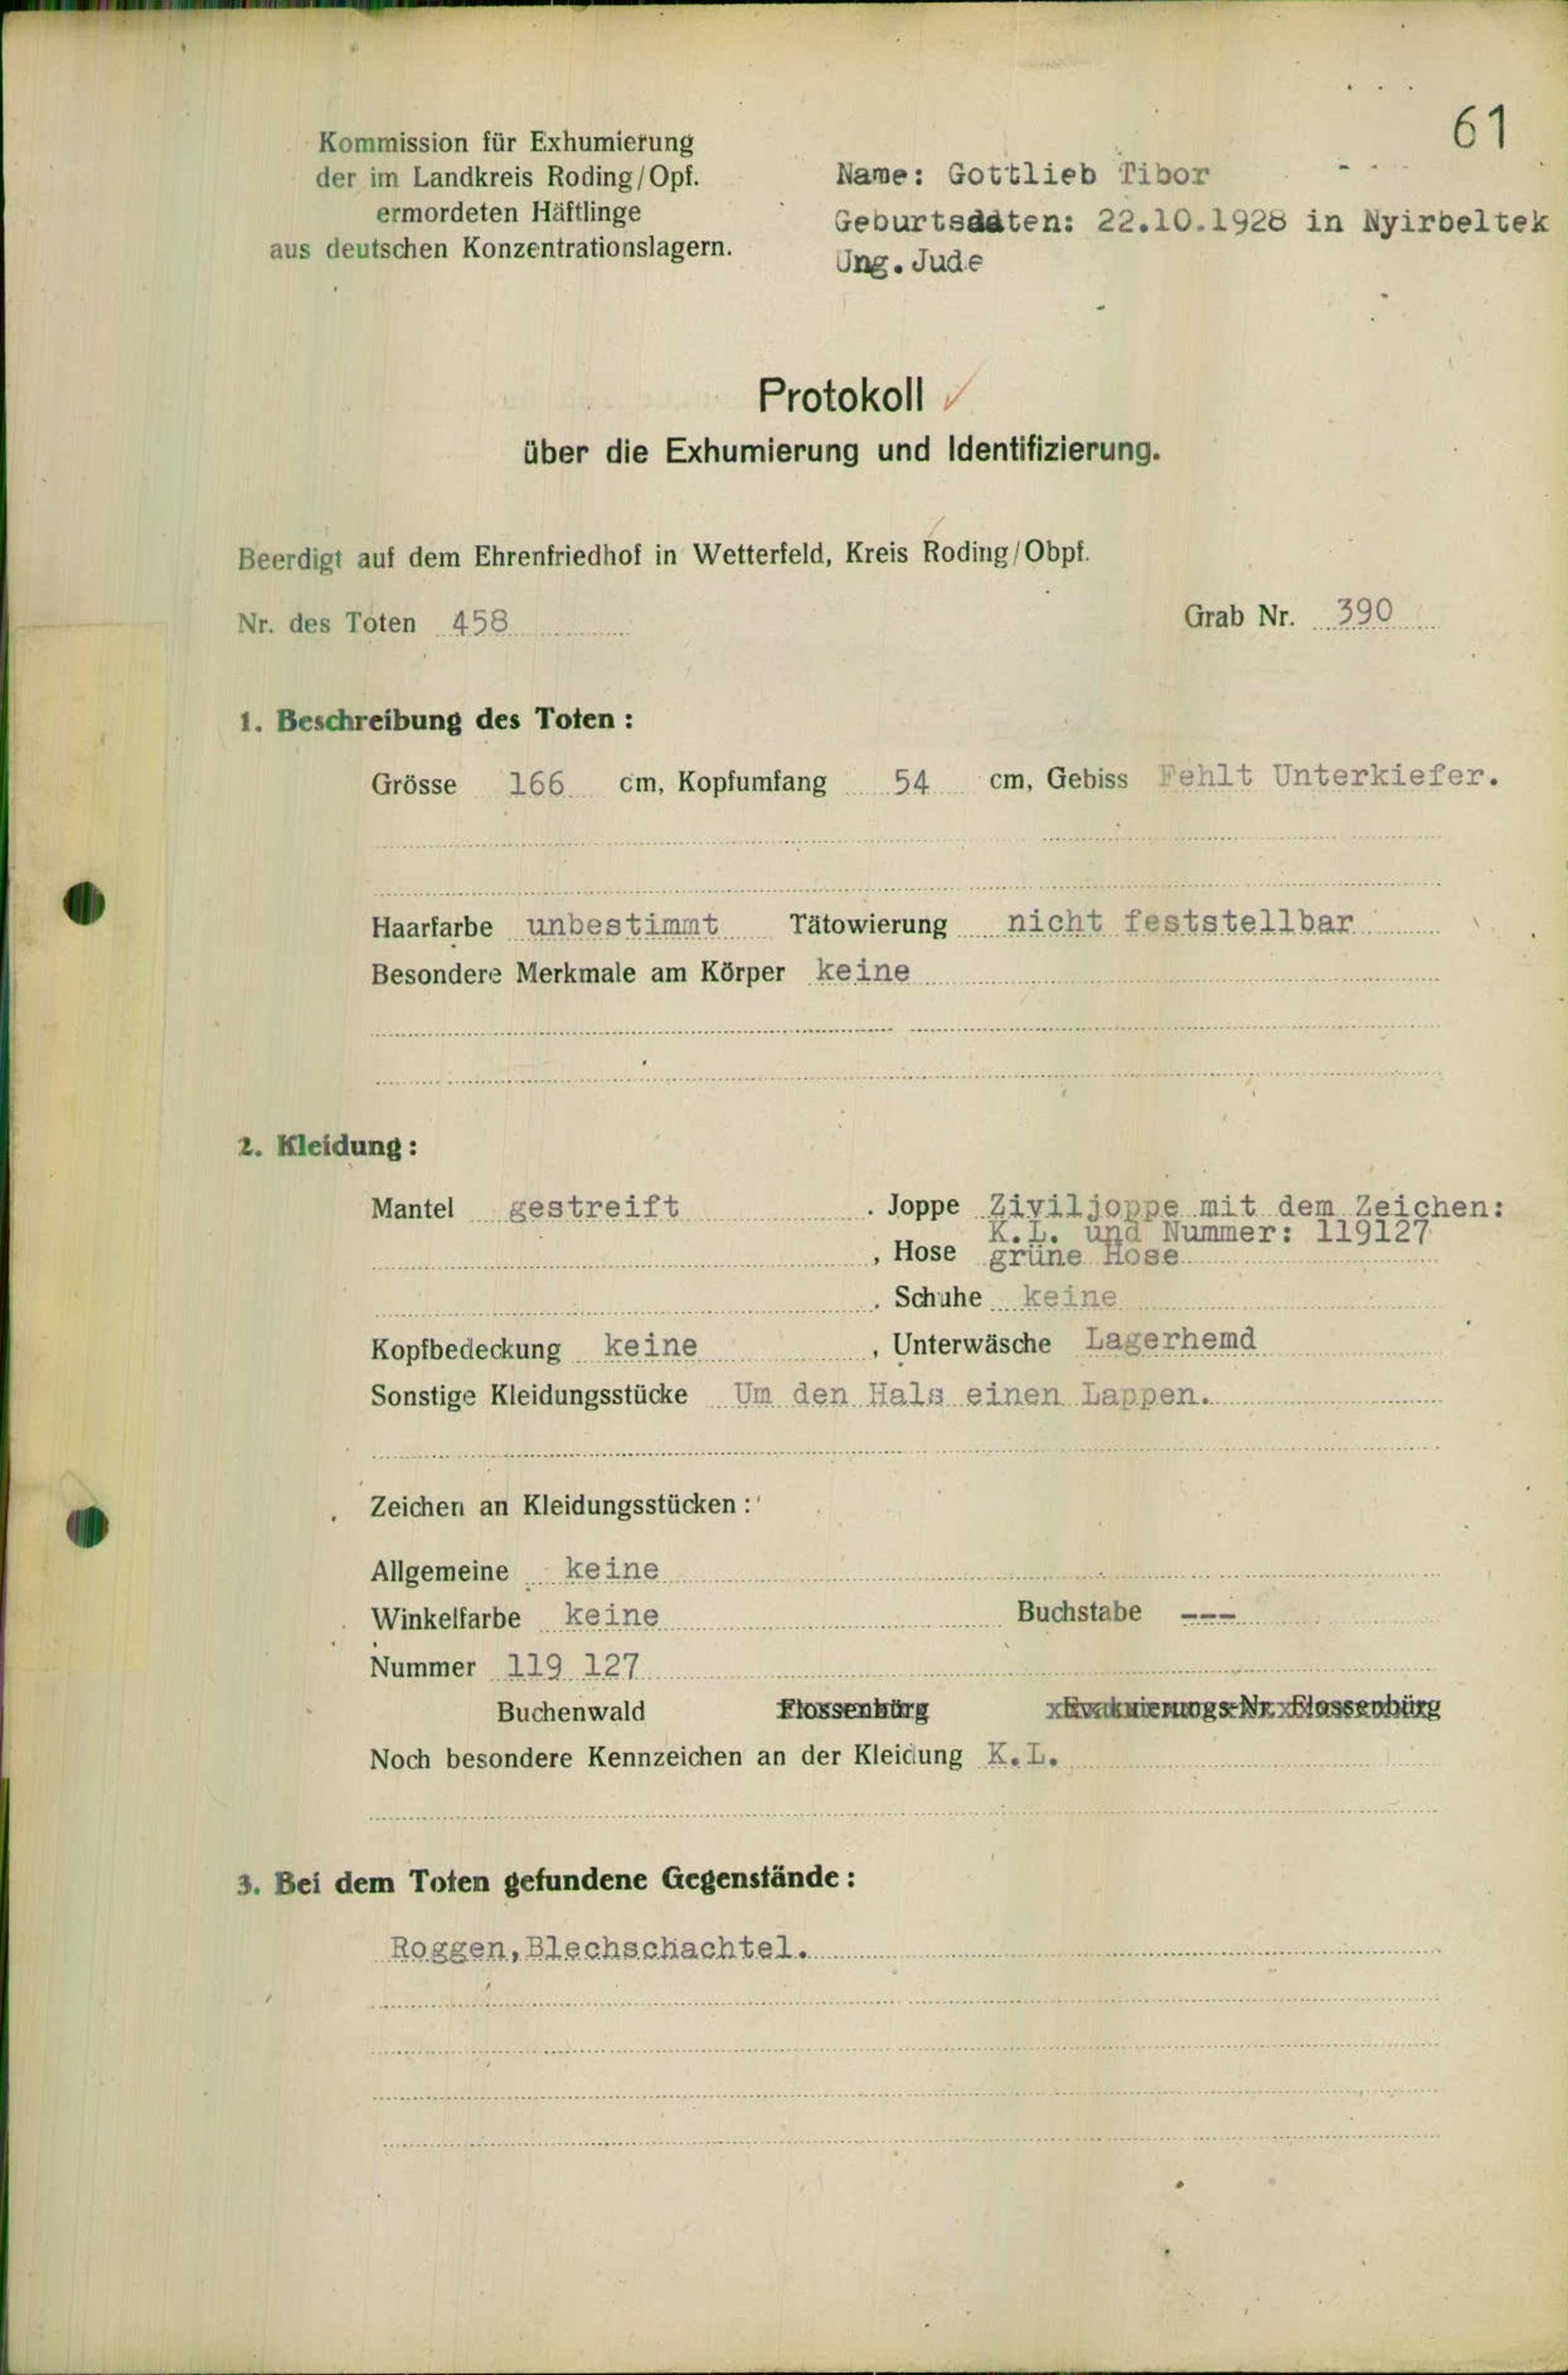 61
Kommission für Exhumierung
der im Landkreis Roding/Opf.
ermordeten Häftlinge
aus deutschen Konzentrationslagern.
Name: Gottlieb Tibor
Geburtsdaten: 22.10.1928 in Nyirbeltek
Ung. Jude
Protokoll
über die Exhumierung und Identifizierung.
Beerdigt auf dem Ehrenfriedhof in Wetterfeld, Kreis Roding/Obpf.
Nr. des Toten 458 Grab Nr. 390
1. Beschreibung des Toten :
Grösse 166 cm, Kopfumfang 54 cm, Gebiss Fehlt Unterkiefer.
Haarfarbe unbestimmt Tätowierung nicht feststellbar
Besondere Merkmale am Körper keine
2. Kleidung :
Mantel gestreift . Joppe Ziviljoppe mit dem Zeichen:
K.L. und Nummer: 119127
, Hose grüne Hose
. Schuhe keine
Kopfbedeckung keine , Unterwäsche Lagerhemd
Sonstige Kleidungsstücke Um den Hals einen Lappen.
Zeichen an Kleidungsstücken :
Allgemeine keine
Winkelfarbe keine Buchstabe ---
Nummer 119 127
Buchenwald Flossenbürg Evakuierungs-Nr. Flossenbürg
Noch besondere Kennzeichen an der Kleidung K.L.
3. Bei dem Toten gefundene Gegenstände :
Roggen, Blechschachtel.